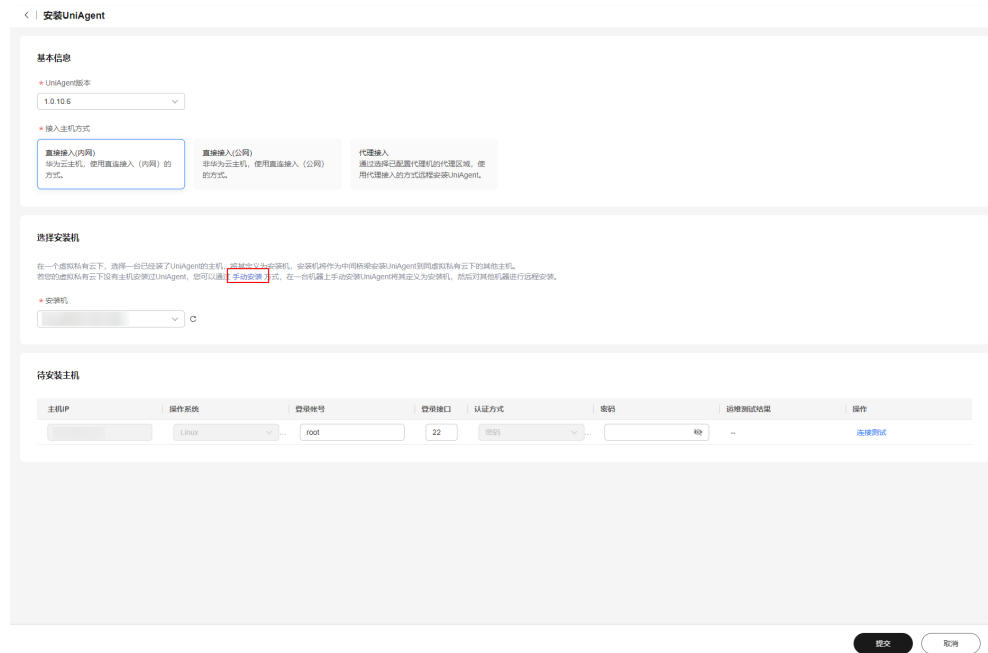 安装UniAgent
基本信息
* UniAgent版本
1.0.10.6
* 接入主机方式
直接接入(内网)
华为云主机，使用直连接入（内网）的
方式。
直接接入(公网)
非华为云主机，使用直连接入（公网）
的方式。
代理接入
通过选择已配置代理机的代理区域，使
用代理接入的方式远程安装UniAgent。
选择安装机
在一个虚拟私有云下，选择一台已经装了UniAgent的主机，将其定义为安装机，安装机将作为中间桥梁安装UniAgent到同虚拟私有云下的其他主机。
若您的虚拟私有云下没有主机安装过UniAgent，您可以通过 手动安装 方式，在一台机器上手动安装UniAgent将其定义为安装机，然后对其他机器进行远程安装。
* 安装机
待安装主机
主机IP 操作系统 登录帐号 登录接口 认证方式 密码 运维测试结果 操作
Linux ... root 22 密码 ... -- 连接测试
提交 取消